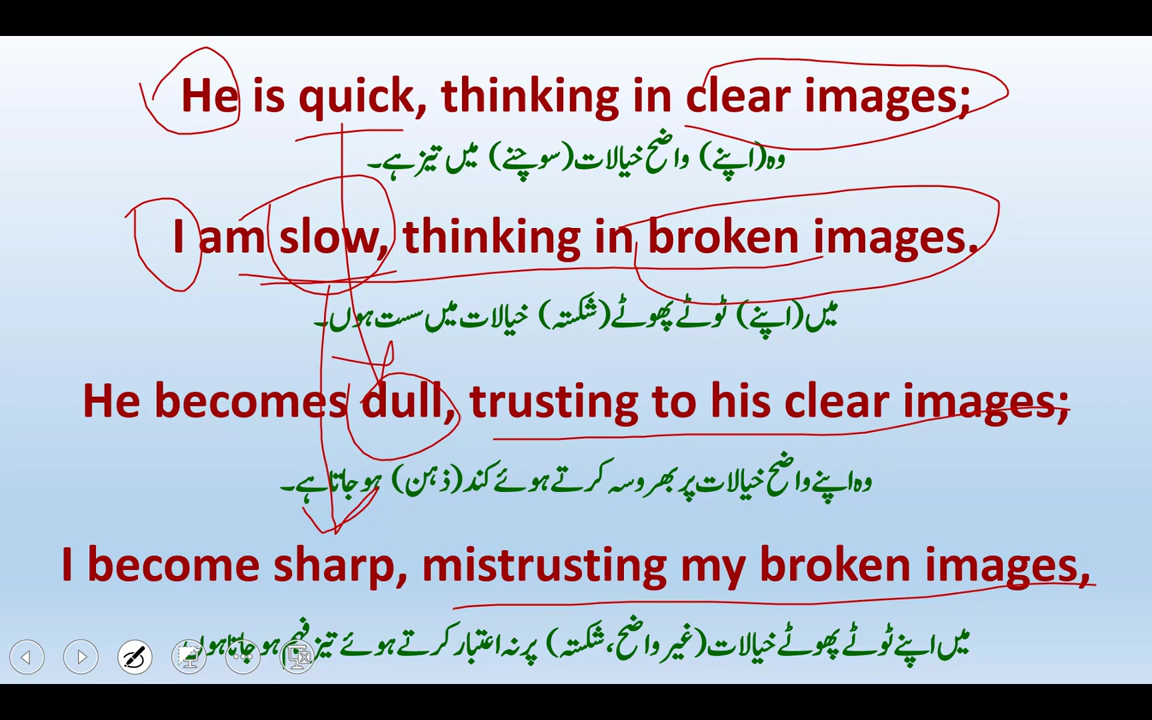 He is quick, thinking in clear images;
وہ (اپنے) واضح خیالات (سوچنے) میں تیز ہے۔
I am slow, thinking in broken images.
میں (اپنے) ٹوٹے پھوٹے (شکستہ) خیالات میں سست ہوں۔
He becomes dull, trusting to his clear images;
وہ اپنے واضح خیالات پر بھروسہ کرتے ہوئے کند (ذہن) ہو جاتا ہے۔
I become sharp, mistrusting my broken images,
میں اپنے ٹوٹے پھوٹے خیالات (غیر واضح، شکستہ) پر نہ اعتبار کرتے ہوئے تیز فہم ہو جاتا ہوں